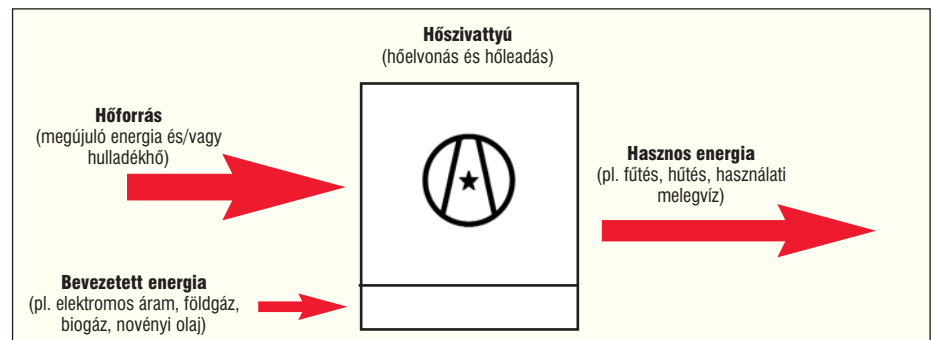 Hőszivattyú
(hőelvonás és hőleadás)
Hőforrás
(megújuló energia és/vagy
hulladékhő)
Hasznos energia
(pl. fűtés, hűtés, használati
melegvíz)
Bevezetett energia
(pl. elektromos áram, földgáz,
biogáz, novényi olaj)